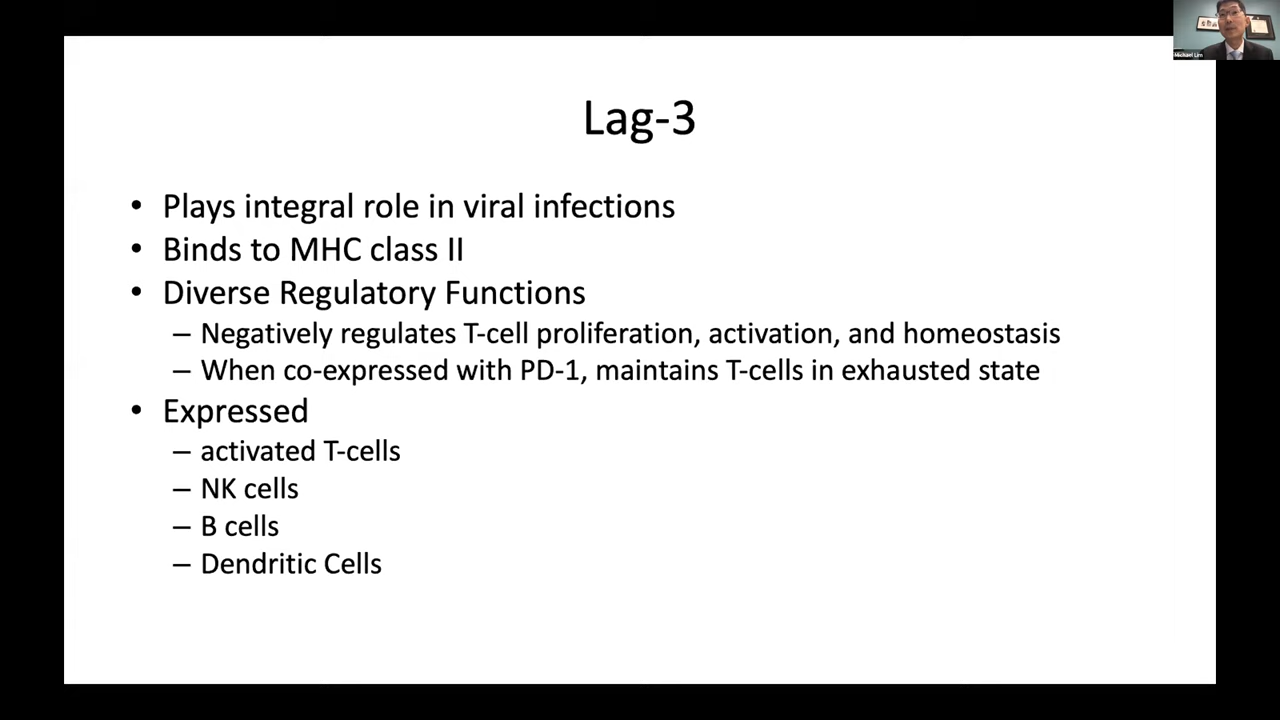 Michael Lim
Lag-3
• Plays integral role in viral infections
• Binds to MHC class II
• Diverse Regulatory Functions
– Negatively regulates T-cell proliferation, activation, and homeostasis
– When co-expressed with PD-1, maintains T-cells in exhausted state
• Expressed
– activated T-cells
– NK cells
– B cells
– Dendritic Cells